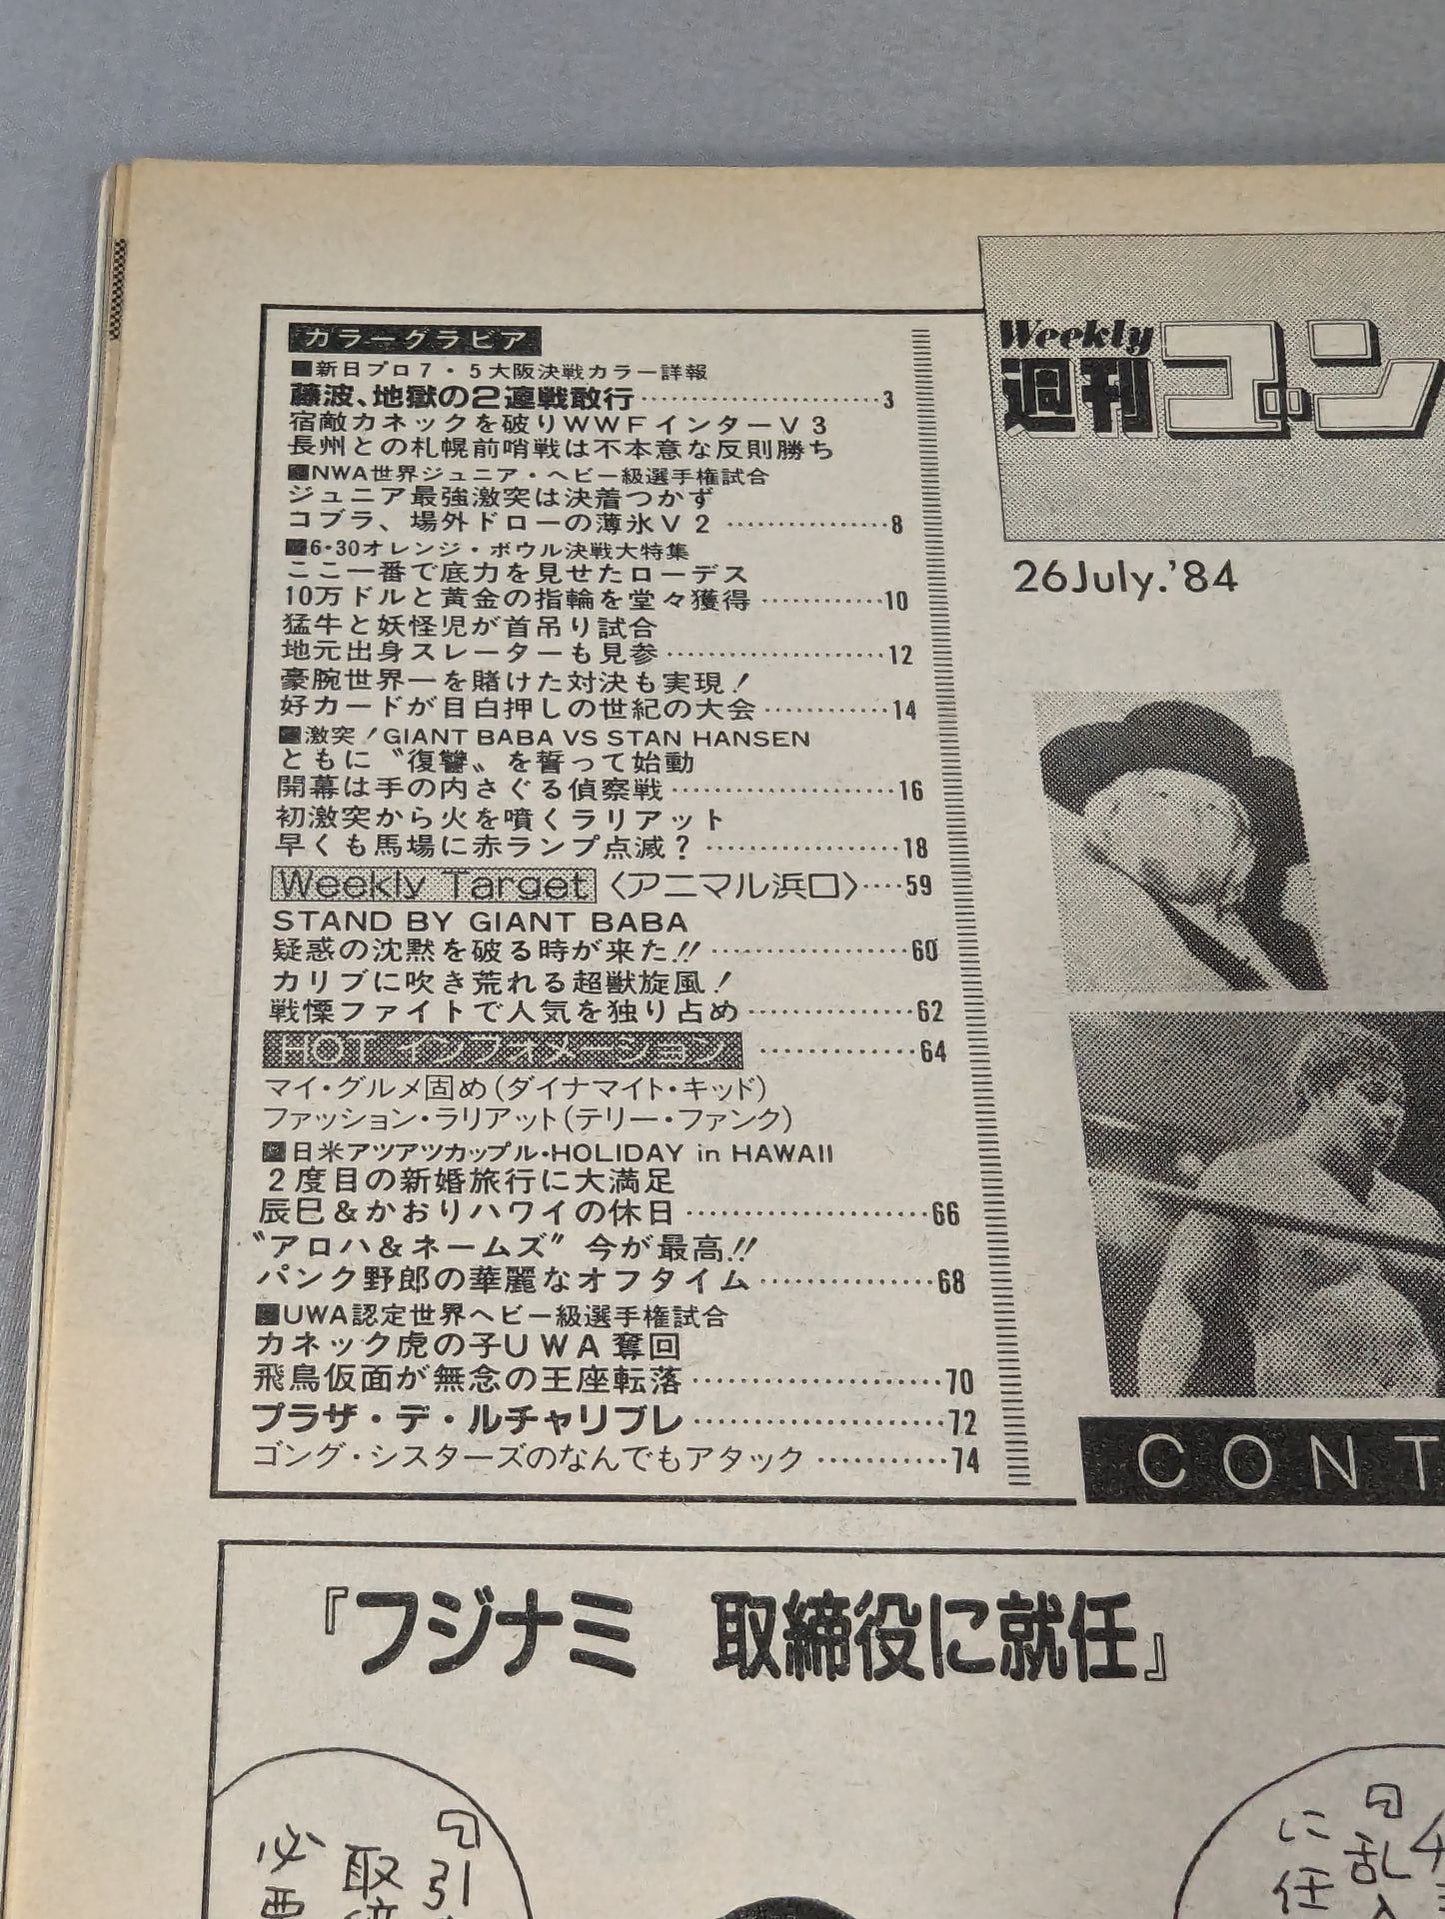 カラーグラビア
■新日プロ7・5大阪決戦カラー詳報
藤波、地獄の2連戦敢行……………………3
宿敵カネックを破りWWFインターV3
長州との札幌前哨戦は不本意な反則勝ち
■NWA世界ジュニア・ヘビー級選手権試合
ジュニア最強激突は決着つかず
コブラ、場外ドローの薄氷V2……………8
■6・30オレンジ・ボウル決戦大特集
ここ一番で底力を見せたローデス
10万ドルと黄金の指輪を堂々獲得…………10
猛牛と妖怪児が首吊り試合
地元出身スレーターも見参…………………12
豪腕世界一を賭けた対決も実現!
好カードが目白押しの世紀の大会…………14
■激突!GIANT BABA VS STAN HANSEN
ともに〝復讐〟を誓って始動
開幕は手の内さぐる偵察戦…………………16
初激突から火を噴くラリアット
早くも馬場に赤ランプ点滅?………………18
Weekly Target〈アニマル浜口〉…59
STAND BY GIANT BABA
疑惑の沈黙を破る時が来た!!………………60
カリブに吹き荒れる超獣旋風!
戦慄ファイトで人気を独り占め……………62
HOTインフォメーション……………64
マイ・グルメ固め(ダイナマイト・キッド)
ファッション・ラリアット(テリー・ファンク)
■日米アツアツカップル・HOLIDAY in HAWAII
2度目の新婚旅行に大満足
辰巳&かおりハワイの休日…………………66
〝アロハ&ネームズ〟今が最高!!
パンク野郎の華麗なオフタイム……………68
■UWA認定世界ヘビー級選手権試合
カネック虎の子UWA奪回
飛鳥仮面が無念の王座転落…………………70
プラザ・デ・ルチャリブレ…………………72
ゴング・シスターズのなんでもアタック…………74
Weekly
週刊ゴン
26July.'84
CONT
『フジナミ 取締役に就任』
引
取
必要
乱入
に任